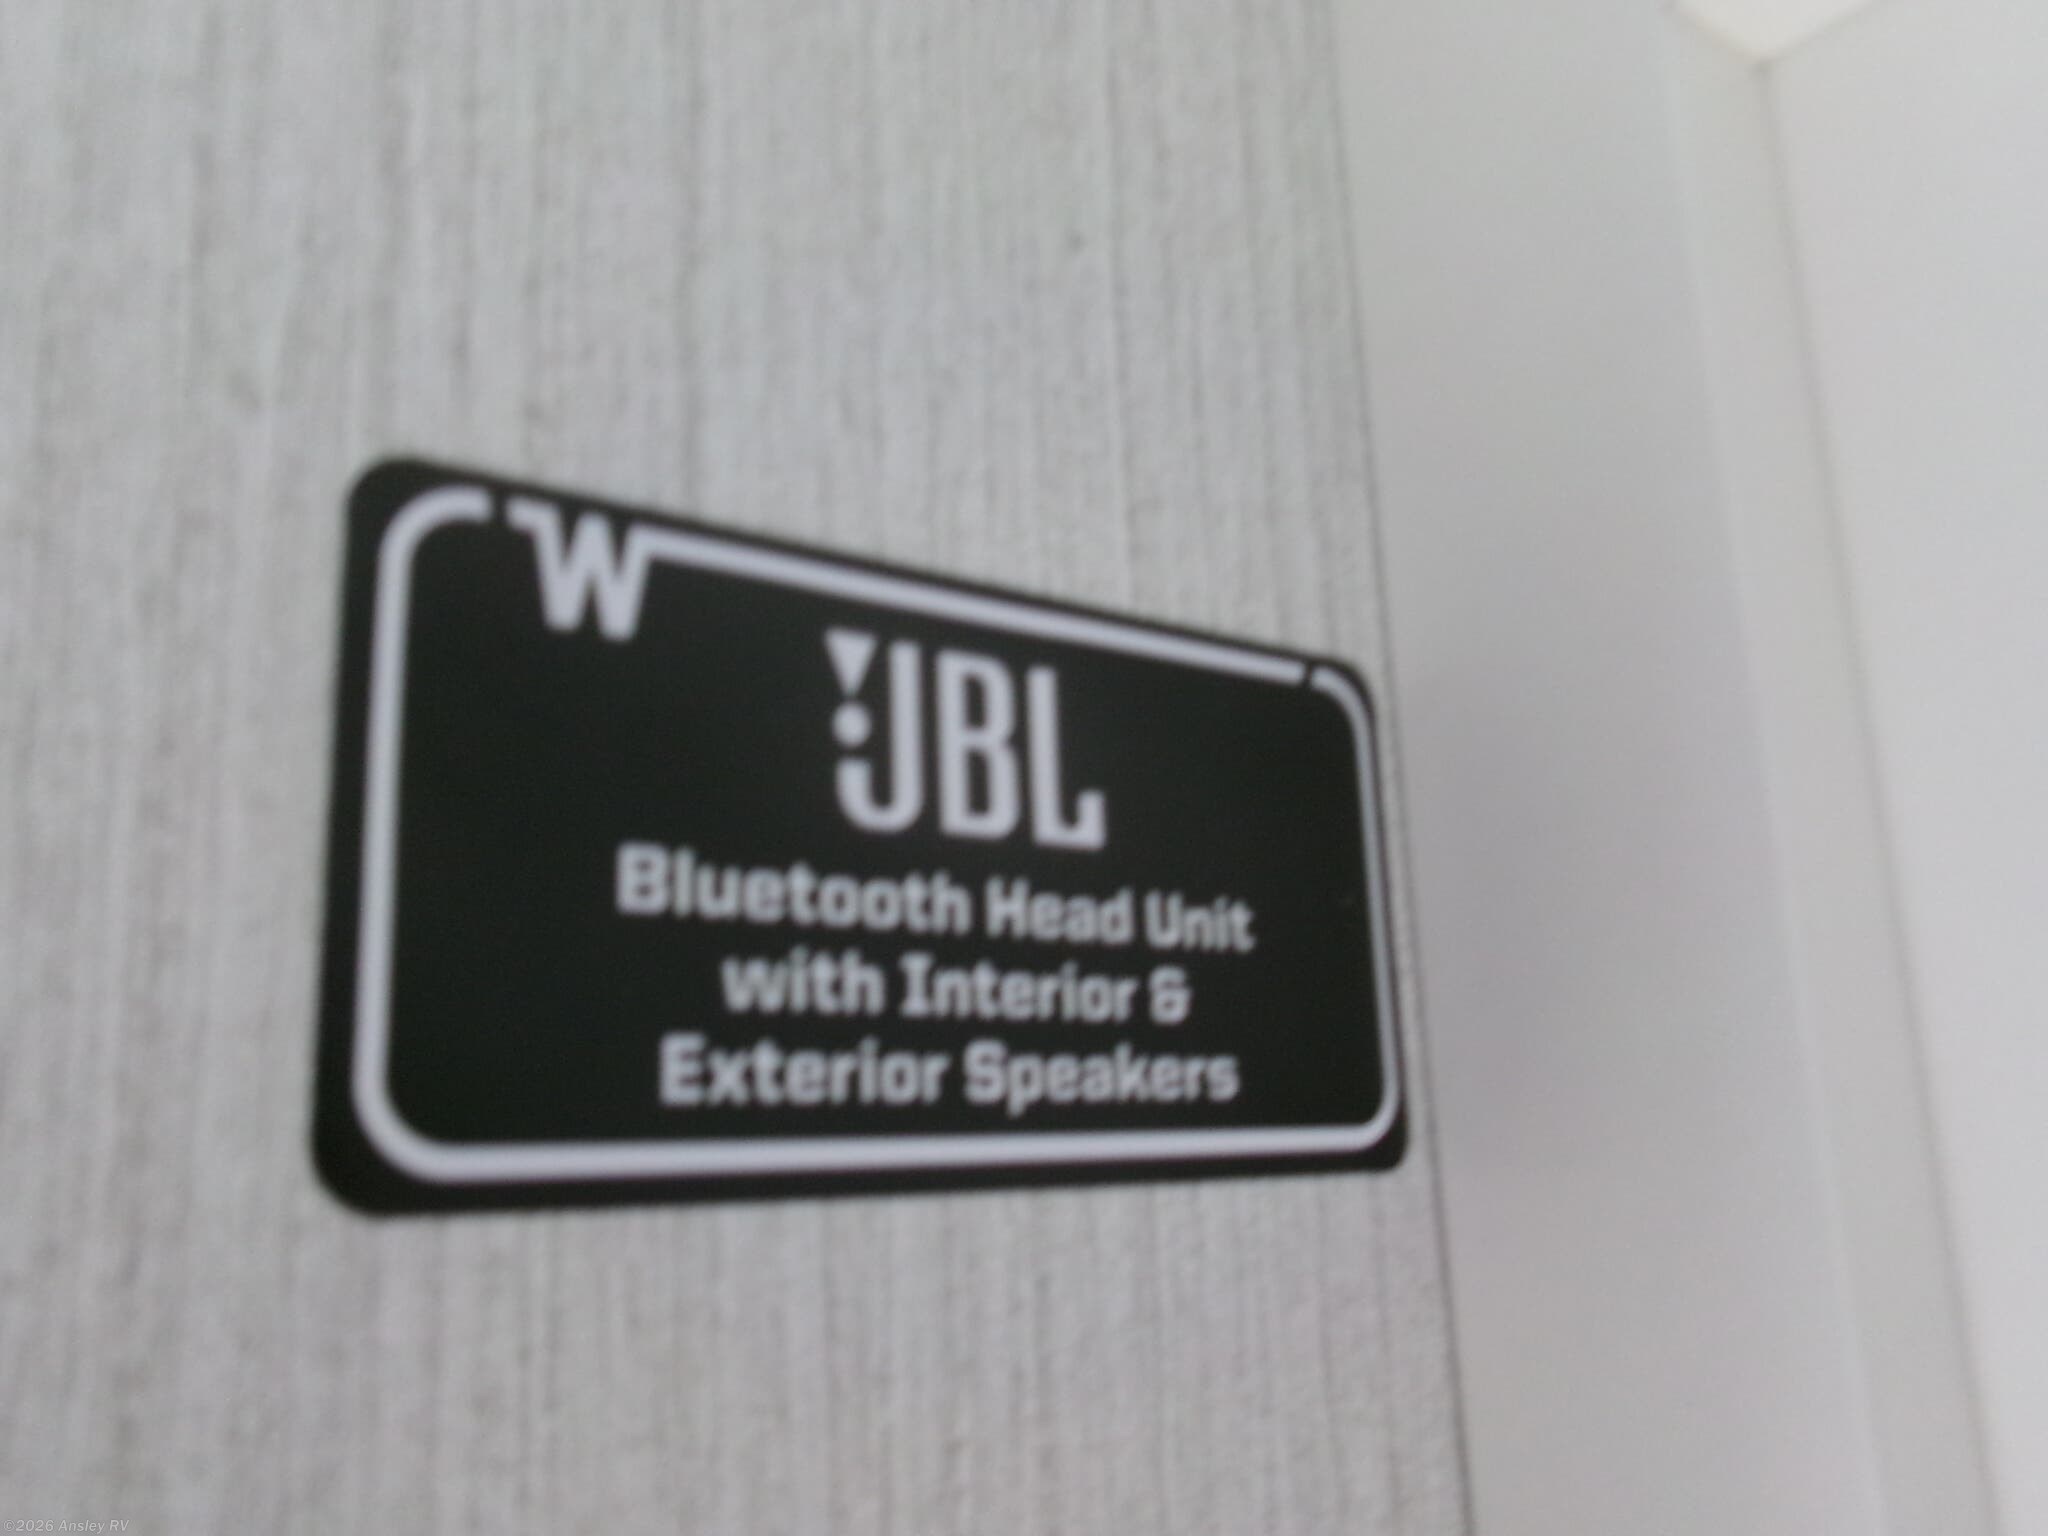 W
JBL
Bluetooth Head Unit
with Interior &
Exterior Speakers
©2026 Ansley RV